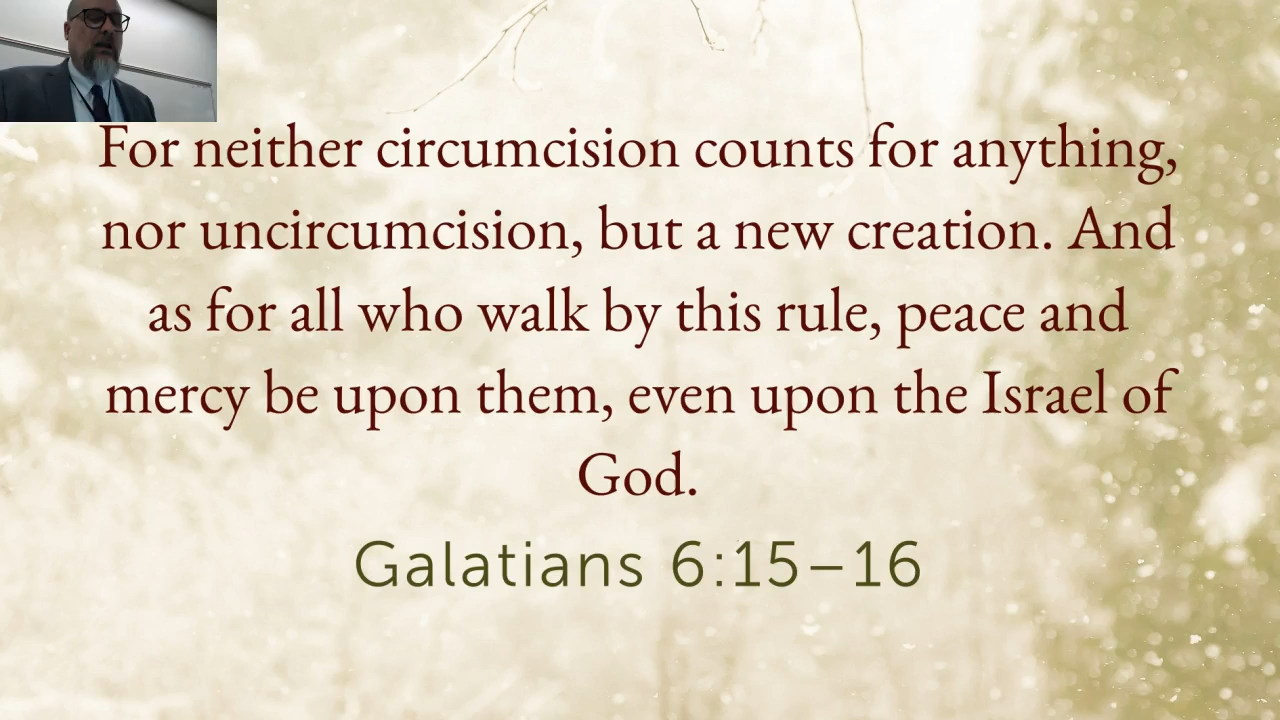 For neither circumcision counts for anything,
nor uncircumcision, but a new creation. And
as for all who walk by this rule, peace and
mercy be upon them, even upon the Israel of
God.
Galatians 6:15–16